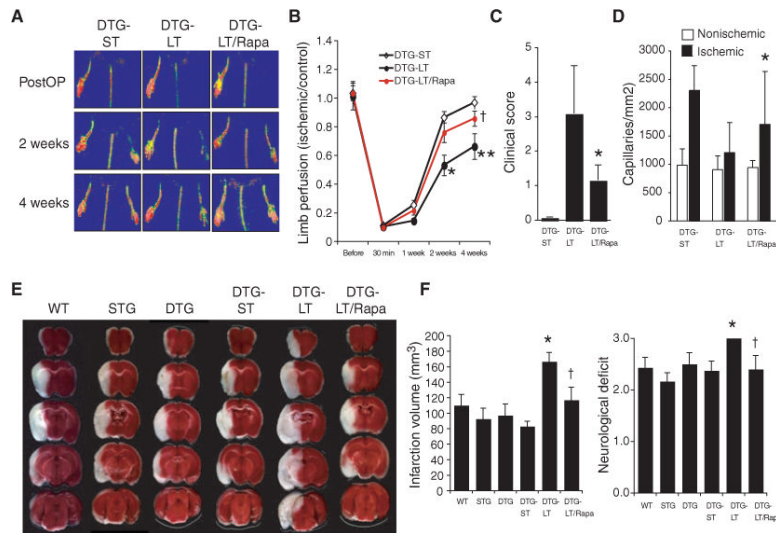 A
DTG-
ST
DTG-
LT
DTG-
LT/Rapa
PostOP
2 weeks
4 weeks
B
Limb perfusion (ischemic/control)
1.4
1.2
1.0
0.8
0.6
0.4
0.2
0
DTG-ST
DTG-LT
DTG-LT/Rapa
†
*
**
Before
30 min
1 week
2 weeks
4 weeks
C
Clinical score
5
4
3
2
1
0
*
DTG-
ST
DTG-
LT
DTG-
LT/Rapa
D
Nonischemic
Ischemic
Capillaries/mm2
3000
2500
2000
1500
1000
500
0
*
DTG-
ST
DTG-
LT
DTG-
LT/Rapa
E
WT
STG
DTG
DTG-
ST
DTG-
LT
DTG-
LT/Rapa
F
Infarction volume (mm3)
200
180
160
140
120
100
80
60
40
20
0
*
†
WT
STG
DTG
DTG-
ST
DTG-
LT
DTG-
LT/Rapa
Neurological deficit
3.0
2.0
1.0
0.0
*
†
WT
STG
DTG
DTG-
ST
DTG-
LT
DTG-
LT/Rapa